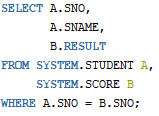 SELECT A.SNO,
A.SNAME,
B.RESULT
FROM SYSTEM.STUDENT A,
SYSTEM.SCORE B
WHERE A.SNO = B.SNO;